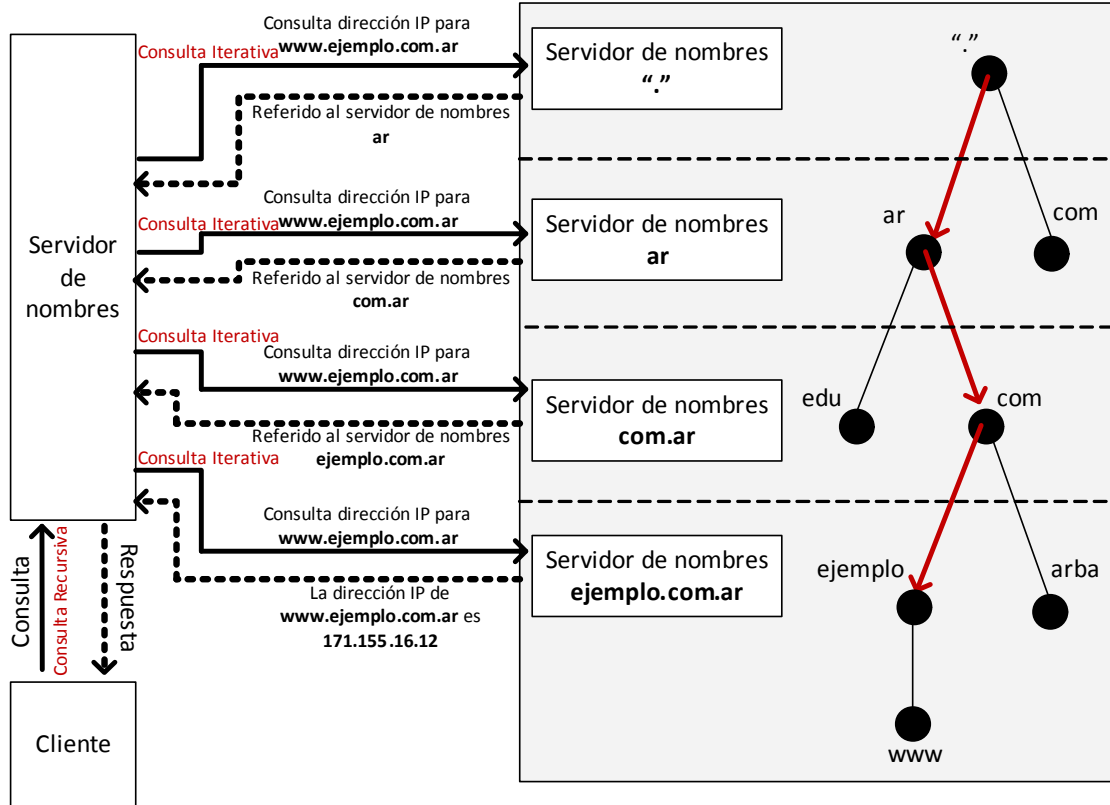 Consulta dirección IP para
www.ejemplo.com.ar
Consulta Iterativa
Servidor de nombres
“.”
“.”
Referido al servidor de nombres
ar
Consulta dirección IP para
www.ejemplo.com.ar
Consulta Iterativa
Servidor de nombres
ar
ar
com
Servidor
de
nombres
Referido al servidor de nombres
com.ar
Consulta Iterativa
Consulta dirección IP para
www.ejemplo.com.ar
Servidor de nombres
com.ar
edu
com
Referido al servidor de nombres
ejemplo.com.ar
Consulta Iterativa
Consulta dirección IP para
www.ejemplo.com.ar
Servidor de nombres
ejemplo.com.ar
ejemplo
arba
La dirección IP de
www.ejemplo.com.ar es
171.155.16.12
www
Consulta
Consulta Recursiva
Respuesta
Cliente